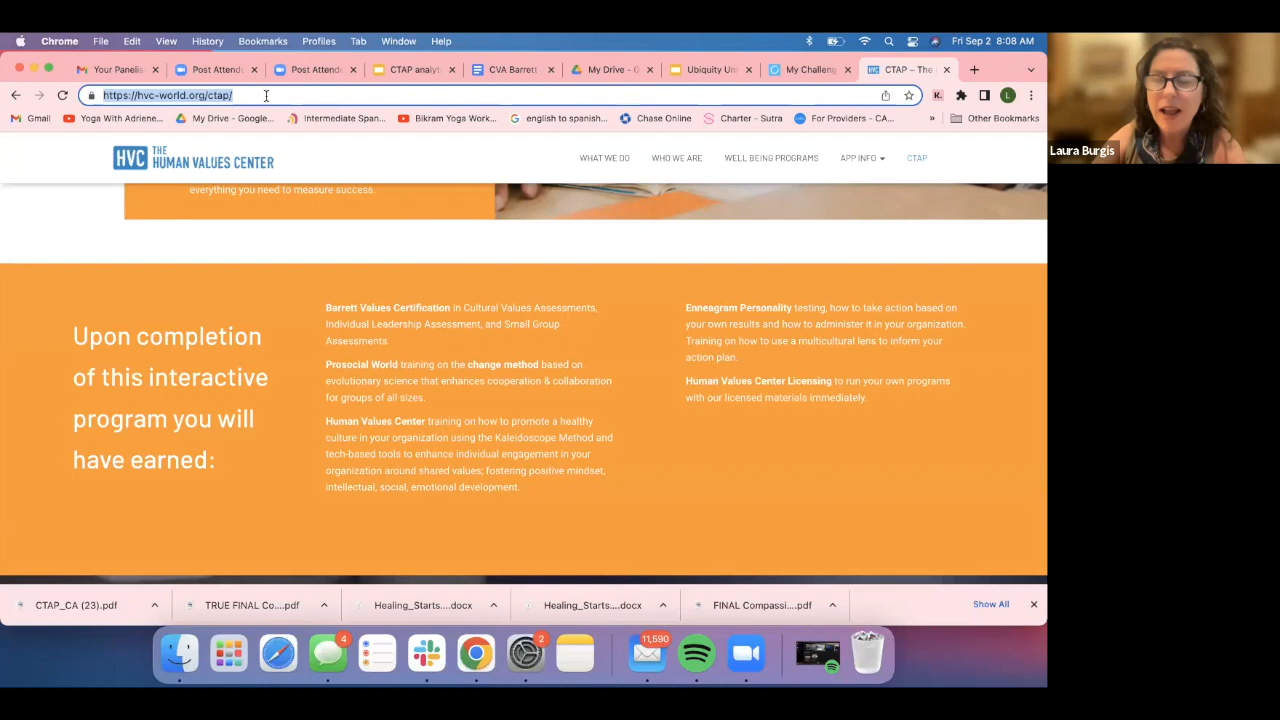 Chrome File Edit View History Bookmarks Profiles Tab Window Help Fri Sep 2 8:08 AM
Your Panelis Post Attend Post Attende CTAP analyt CVA Barrett My Drive - G Ubiquity Un My Challeng CTAP – The
https://hvc-world.org/ctap/ K. L
Gmail Yoga With Adriene... My Drive - Google... Intermediate Span... Bikram Yoga Work... english to spanish... Chase Online Charter - Sutra For Providers - CA... » Other Bookmarks
Laura Burgis
HVC THE HUMAN VALUES CENTER
WHAT WE DO WHO WE ARE WELL BEING PROGRAMS APP INFO CTAP
everything you need to measure success.
Upon completion
of this interactive
program you will
have earned:
Barrett Values Certification in Cultural Values Assessments,
Individual Leadership Assessment, and Small Group
Assessments.
Prosocial World training on the change method based on
evolutionary science that enhances cooperation & collaboration
for groups of all sizes.
Human Values Center training on how to promote a healthy
culture in your organization using the Kaleidoscope Method and
tech-based tools to enhance individual engagement in your
organization around shared values; fostering positive mindset,
intellectual, social, emotional development.
Enneagram Personality testing, how to take action based on
your own results and how to administer it in your organization.
Training on how to use a multicultural lens to inform your
action plan.
Human Values Center Licensing to run your own programs
with our licensed materials immediately.
CTAP_CA (23).pdf TRUE FINAL Co....pdf Healing_Starts....docx Healing_Starts....docx FINAL Compassi....pdf Show All
4 2 11,590